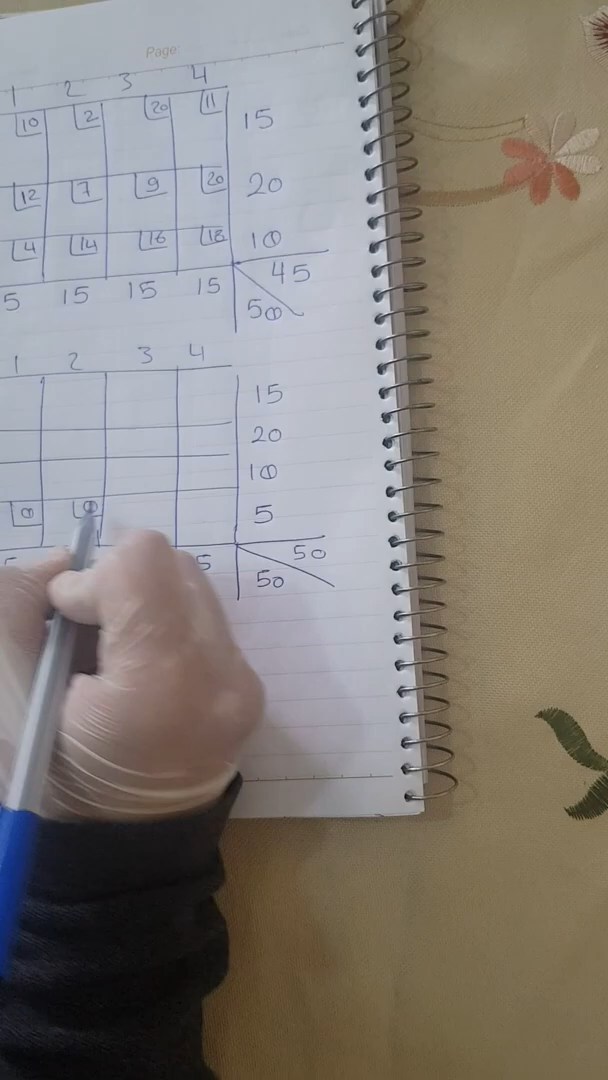 Page:
1 2 3 4
10 2 20 11 15
12 7 9 20 20
4 14 16 18 10
5 15 15 15 45
50
1 2 3 4
15
20
10
0 0 5
5 5 50
50